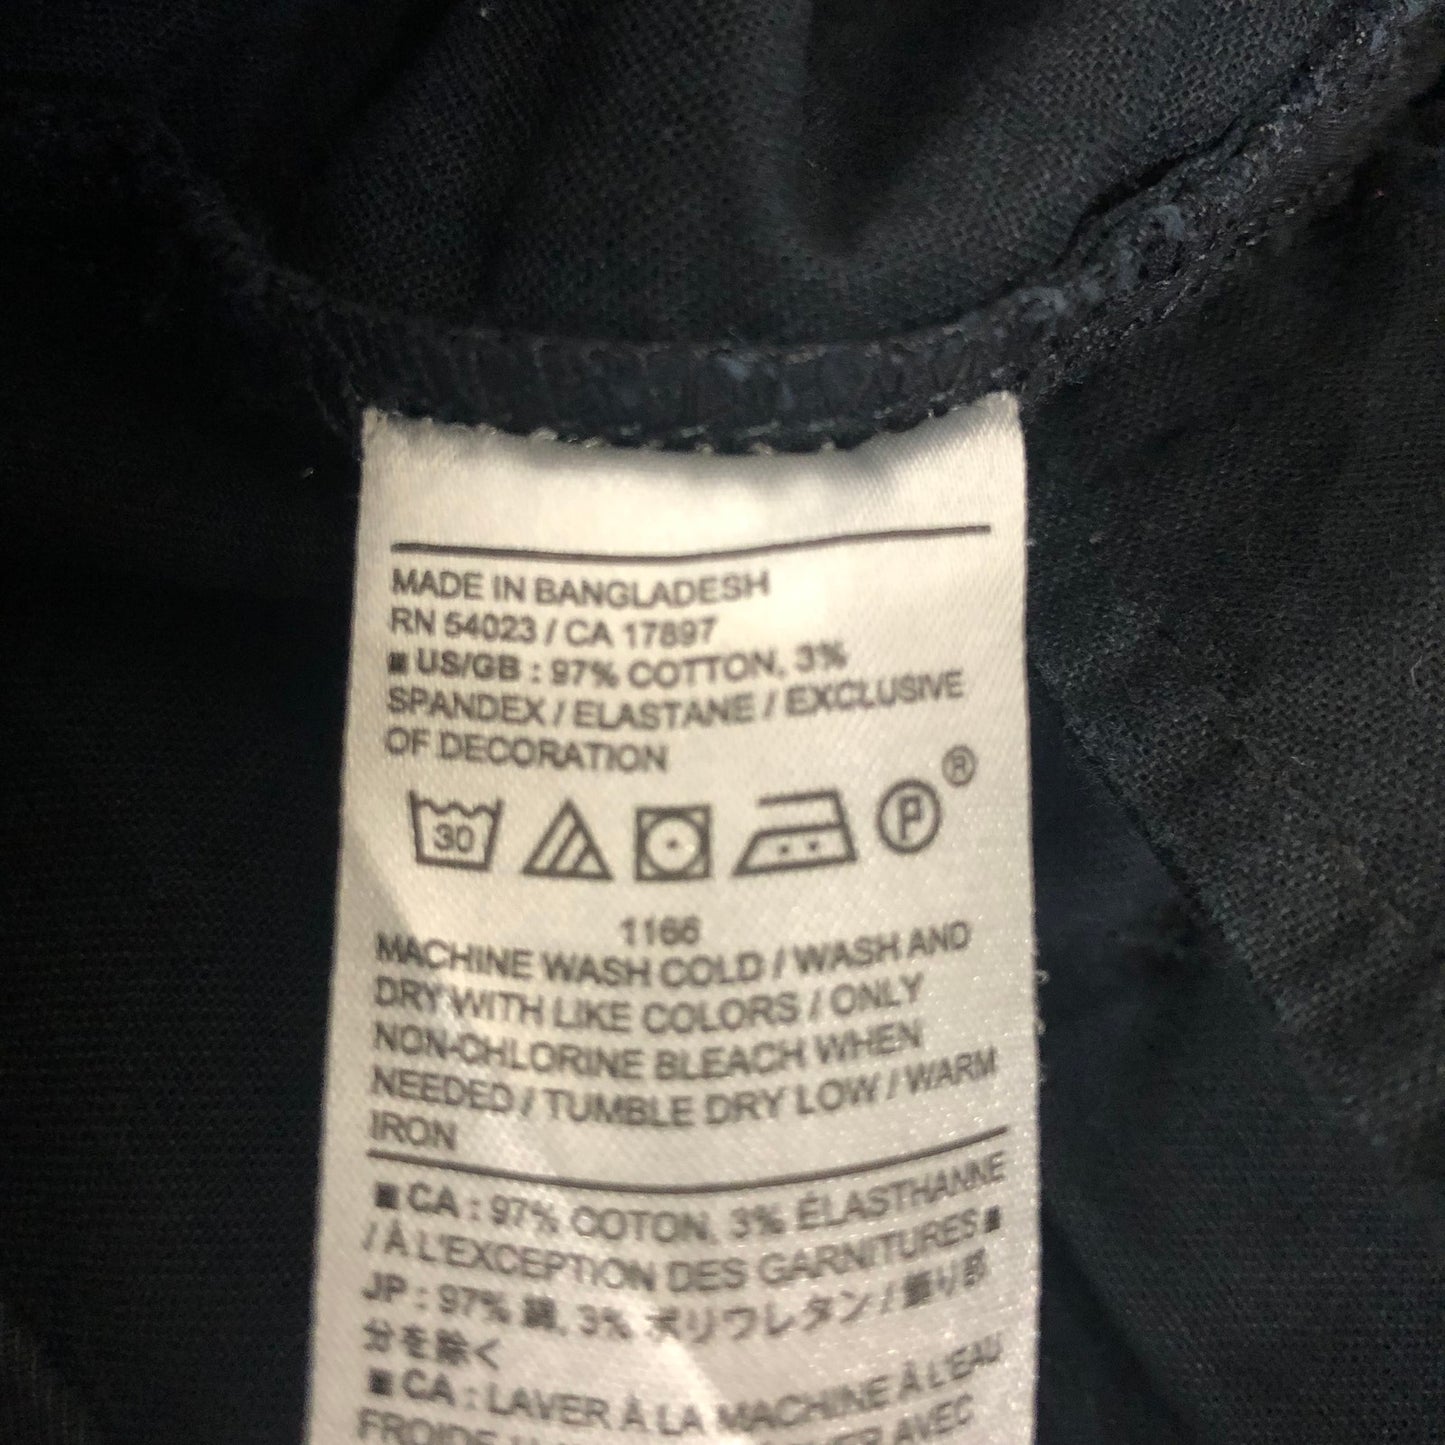 MADE IN BANGLADESH
RN 54023 / CA 17897
■ US/GB : 97% COTTON, 3%
SPANDEX / ELASTANE / EXCLUSIVE
OF DECORATION
30 P ®
1166
MACHINE WASH COLD / WASH AND
DRY WITH LIKE COLORS / ONLY
NON-CHLORINE BLEACH WHEN
NEEDED / TUMBLE DRY LOW / WARM
IRON
■ CA : 97% COTON, 3% ÉLASTHANNE
/ À L'EXCEPTION DES GARNITURES ■
JP : 97% 綿, 3% ポリウレタン / 飾り部
分を除く
■ CA : LAVER À LA MACHINE À L'EAU
FROIDE AVEC